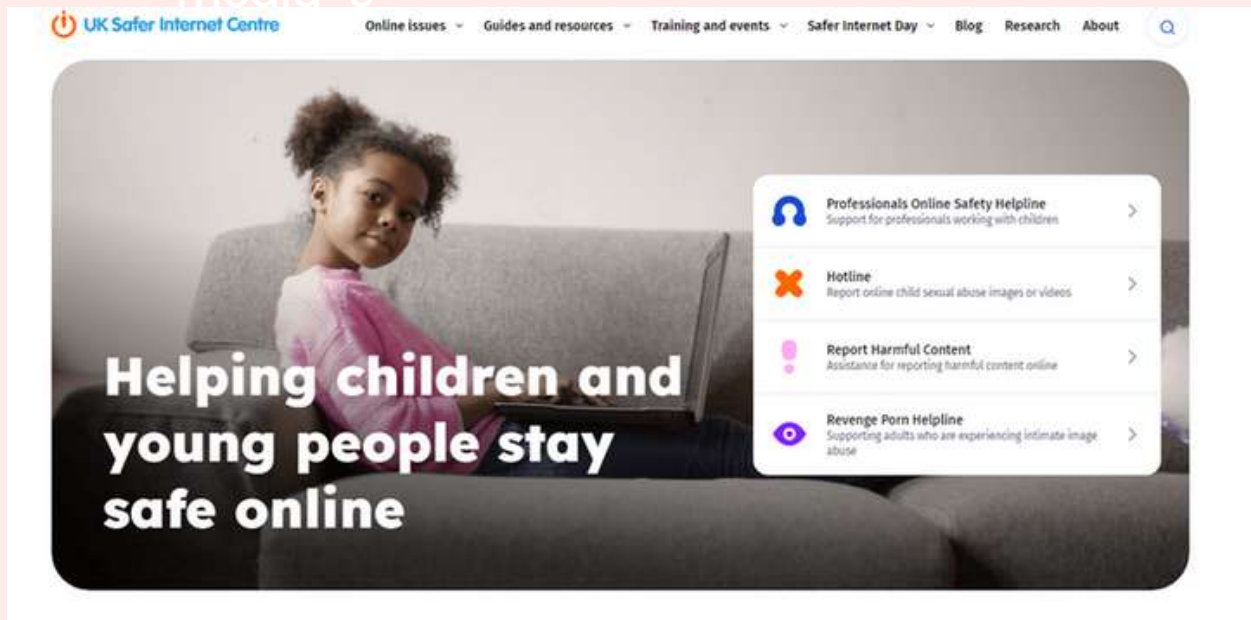 UK Safer Internet Centre
Online issues
Guides and resources
Training and events
Safer Internet Day
Blog
Research
About
Helping children and
young people stay
safe online
Professionals Online Safety Helpline
Support for professionals working with children
Hotline
Report online child sexual abuse images or videos
Report Harmful Content
Assistance for reporting harmful content online
Revenge Porn Helpline
Supporting adults who are experiencing intimate image
abuse